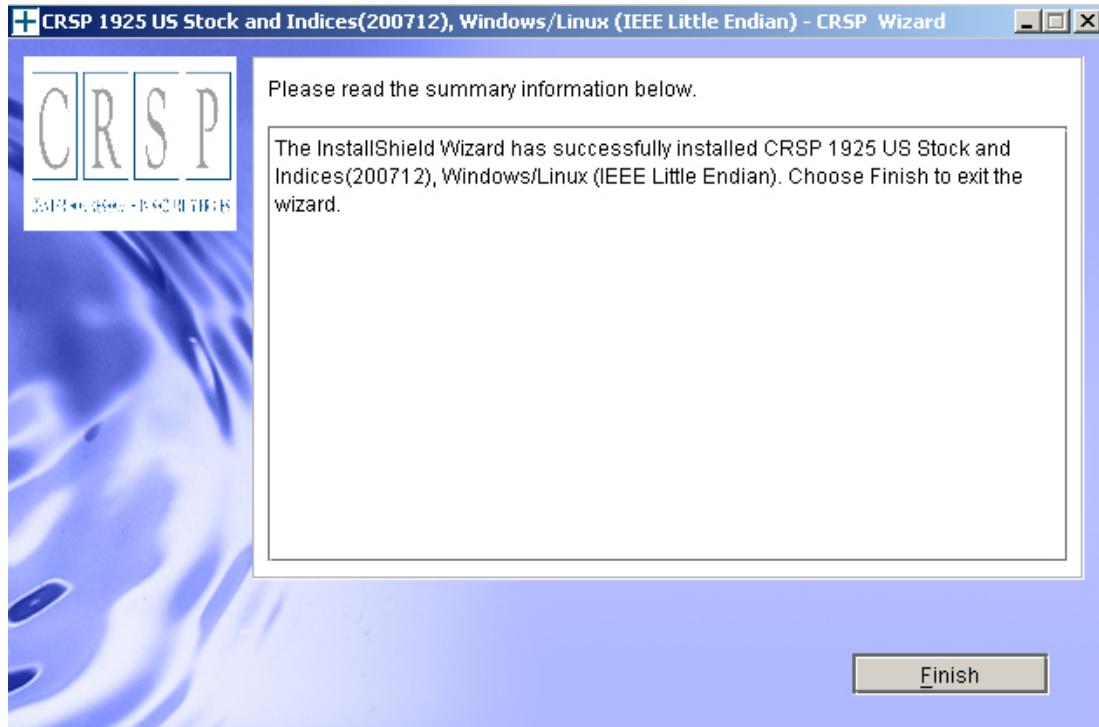 CRSP 1925 US Stock and Indices(200712), Windows/Linux (IEEE Little Endian) - CRSP Wizard
CRSP
Please read the summary information below.
The InstallShield Wizard has successfully installed CRSP 1925 US Stock and
Indices(200712), Windows/Linux (IEEE Little Endian). Choose Finish to exit the
wizard.
Finish